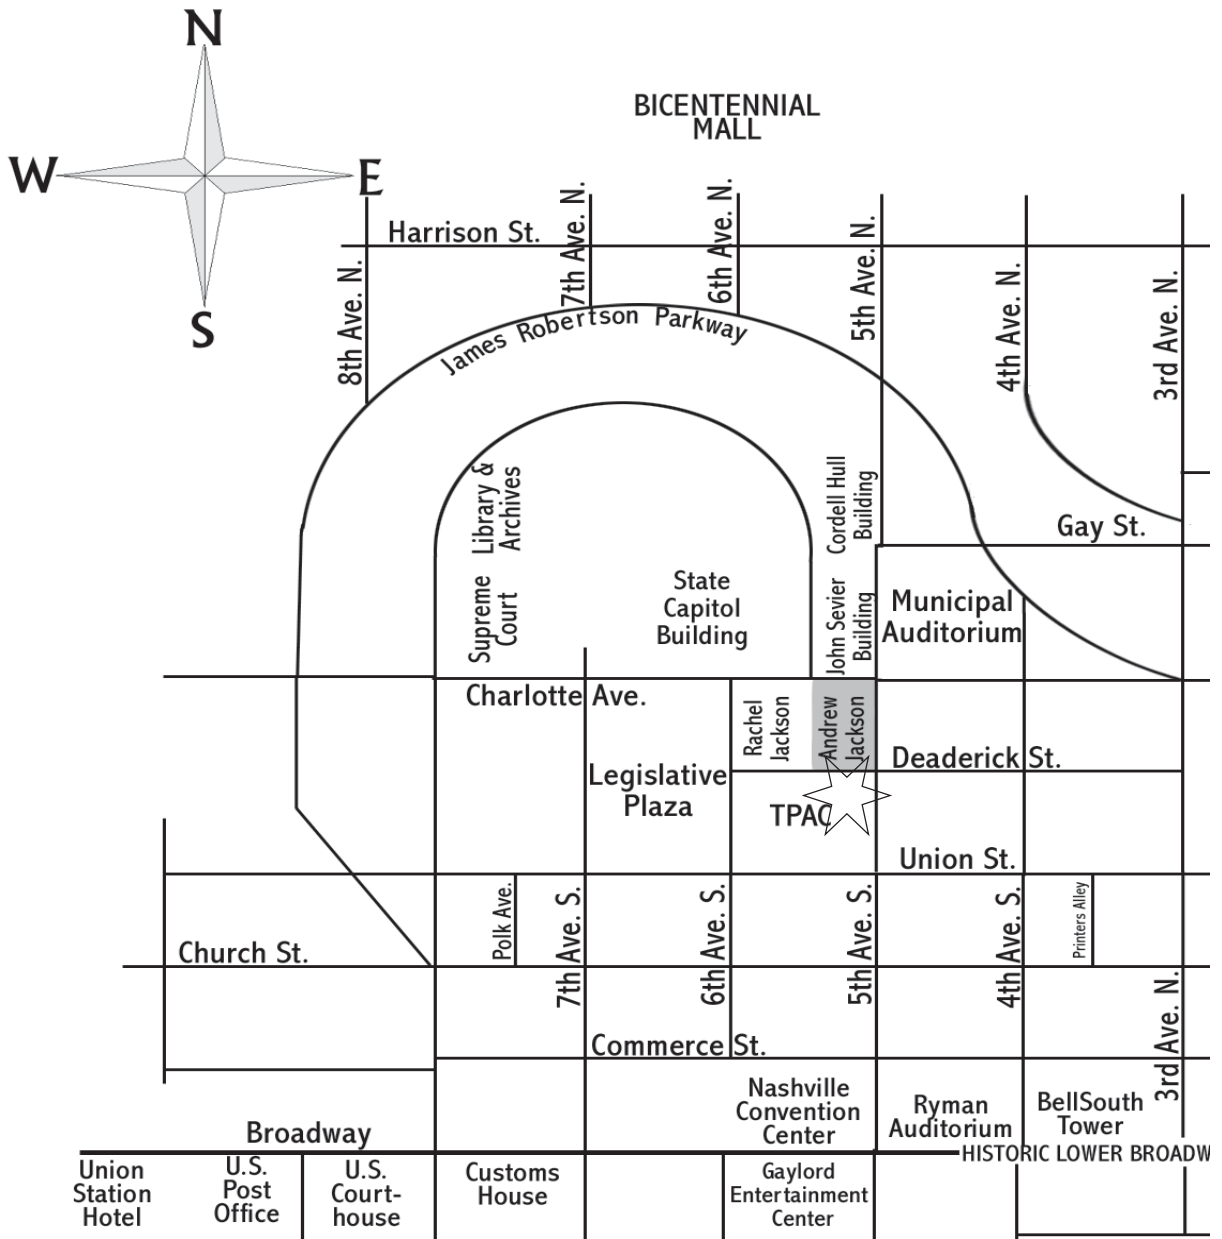 N
W
E
S
BICENTENNIAL
MALL
Harrison St.
8th Ave. N.
7th Ave. N.
6th Ave. N.
5th Ave. N.
4th Ave. N.
3rd Ave. N.
James Robertson Parkway
Library &
Archives
Cordell Hull
Building
Gay St.
Supreme
Court
State
Capitol
Building
John Sevier
Building
Municipal
Auditorium
Charlotte Ave.
Rachel
Jackson
Andrew
Jackson
Deaderick St.
Legislative
Plaza
TPAC
Union St.
Polk Ave.
7th Ave. S.
6th Ave. S.
5th Ave. S.
4th Ave. S.
Printers Alley
Church St.
3rd Ave. N.
Commerce St.
Nashville
Convention
Center
Ryman
Auditorium
BellSouth
Tower
Broadway
HISTORIC LOWER BROADW
Union
Station
Hotel
U.S.
Post
Office
U.S.
Court-
house
Customs
House
Gaylord
Entertainment
Center